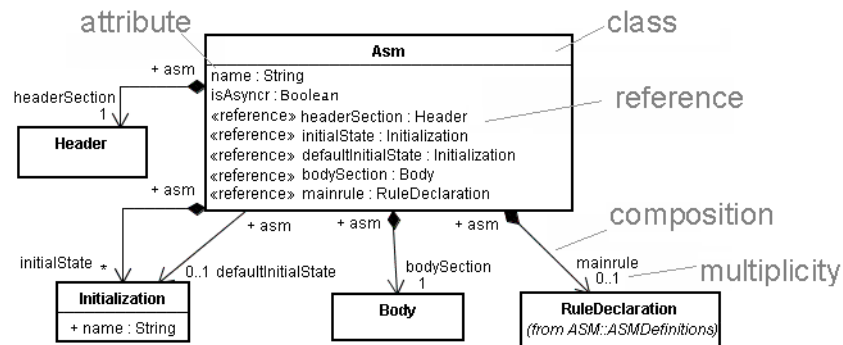 attribute
class
Asm
+ asm
name : String
isAsyncr : Boolean
headerSection
1
Header
«reference» headerSection : Header
reference
«reference» initialState : Initialization
«reference» defaultInitialState : Initialization
«reference» bodySection : Body
«reference» mainrule : RuleDeclaration
+ asm
+ asm
+ asm
+ asm
composition
initialState
*
0..1 defaultInitialState
bodySection
1
mainrule
0..1
multiplicity
Initialization
+ name : String
Body
RuleDeclaration
(from ASM::ASMDefinitions)